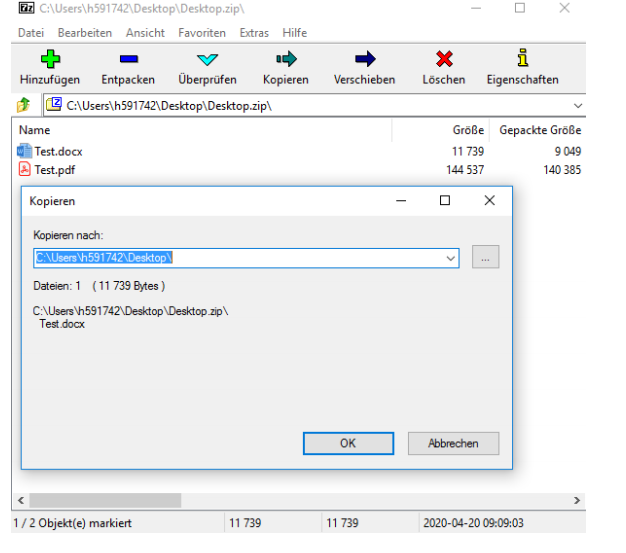 C:\Users\h591742\Desktop\Desktop.zip\
Datei Bearbeiten Ansicht Favoriten Extras Hilfe
Hinzufügen Entpacken Überprüfen Kopieren Verschieben Löschen Eigenschaften
C:\Users\h591742\Desktop\Desktop.zip\
Name Größe Gepackte Größe
Test.docx 11 739 9 049
Test.pdf 144 537 140 385
Kopieren
Kopieren nach:
C:\Users\h591742\Desktop\
...
Dateien: 1 ( 11 739 Bytes )
C:\Users\h591742\Desktop\Desktop.zip\
Test.docx
OK Abbrechen
1 / 2 Objekt(e) markiert 11 739 11 739 2020-04-20 09:09:03